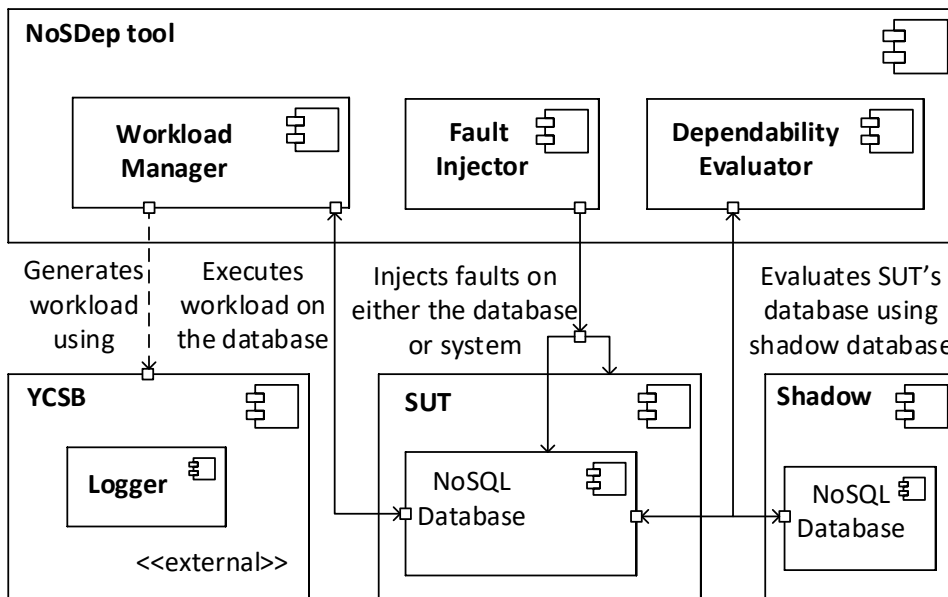 NoSDep tool
Workload
Manager
Fault
Injector
Dependability
Evaluator
Generates
workload
using
Executes
workload on
the database
Injects faults on
either the database
or system
Evaluates SUT’s
database using
shadow database
YCSB
Logger
<<external>>
SUT
NoSQL
Database
Shadow
NoSQL
Database